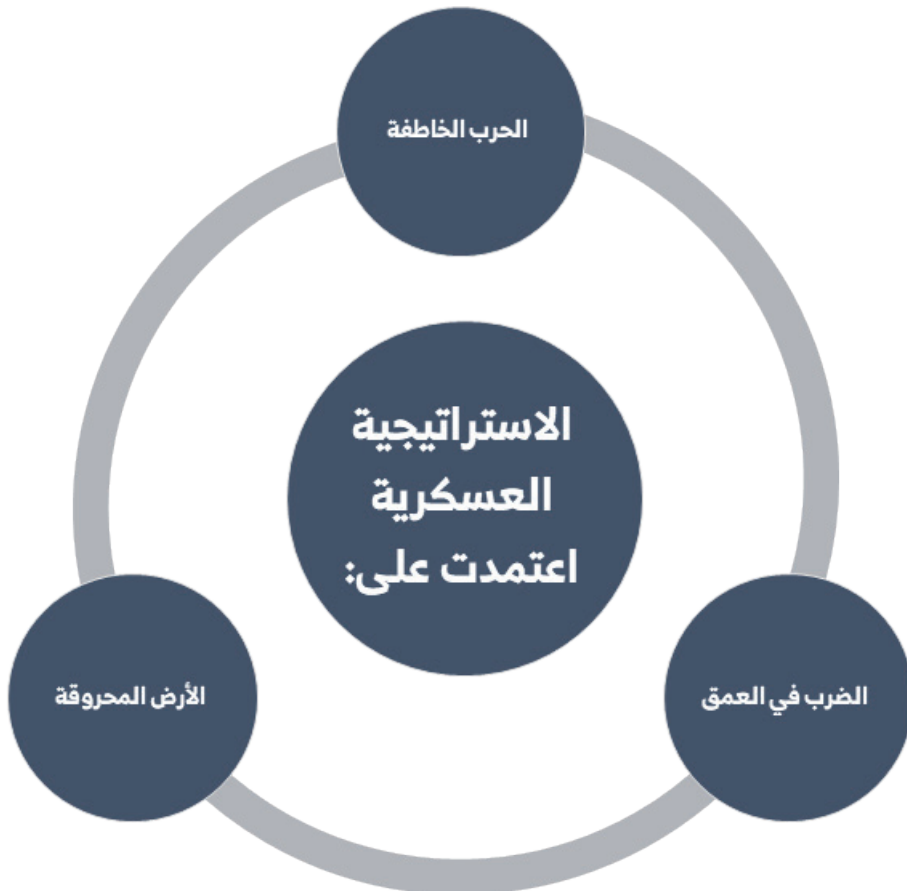 الحرب الخاطفة
الاستراتيجية
العسكرية
اعتمدت على:
الضرب في العمق
الأرض المحروقة